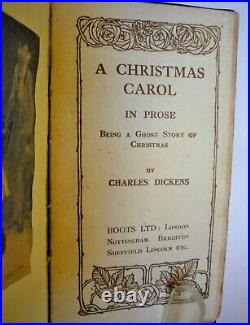 A CHRISTMAS
CAROL
IN PROSE
BEING A GHOST STORY OF
CHRISTMAS
BY
CHARLES DICKENS
BOOTS LTD: LONDON
NOTTINGHAM BRIGHTON
SHEFFIELD LINCOLN ETC.